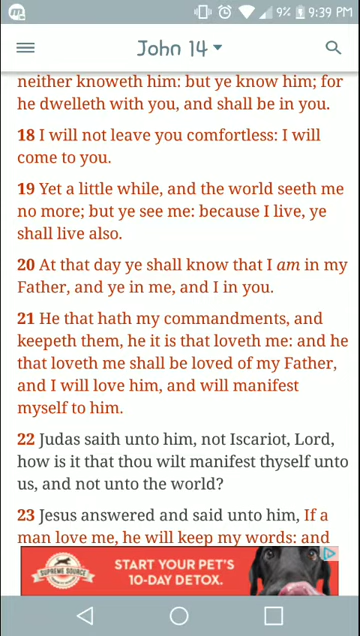 9% 9:39 PM
John 14
neither knoweth him: but ye know him; for
he dwelleth with you, and shall be in you.
18 I will not leave you comfortless: I will
come to you.
19 Yet a little while, and the world seeth me
no more; but ye see me: because I live, ye
shall live also.
20 At that day ye shall know that I am in my
Father, and ye in me, and I in you.
21 He that hath my commandments, and
keepeth them, he it is that loveth me: and he
that loveth me shall be loved of my Father,
and I will love him, and will manifest
myself to him.
22 Judas saith unto him, not Iscariot, Lord,
how is it that thou wilt manifest thyself unto
us, and not unto the world?
23 Jesus answered and said unto him, If a
man love me, he will keep my words: and
SUPREME SOURCE
START YOUR PET'S
10-DAY DETOX.